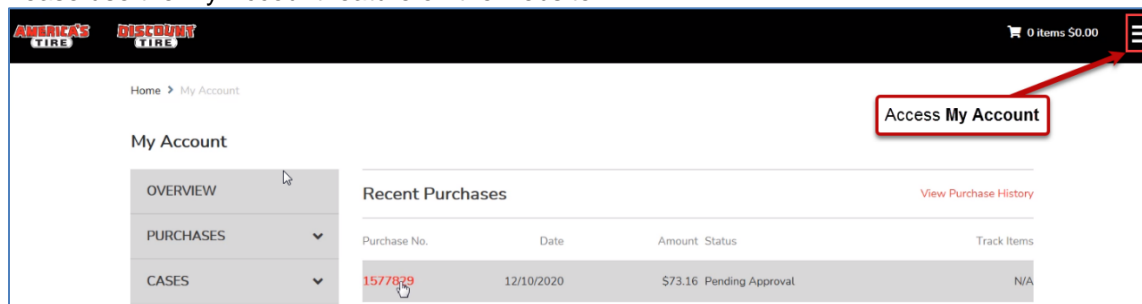 AMERICA'S TIRE
DISCOUNT TIRE
0 items $0.00
Home > My Account
Access My Account
My Account
OVERVIEW
Recent Purchases
View Purchase History
PURCHASES
Purchase No. Date Amount Status Track Items
CASES
1577829 12/10/2020 $73.16 Pending Approval N/A